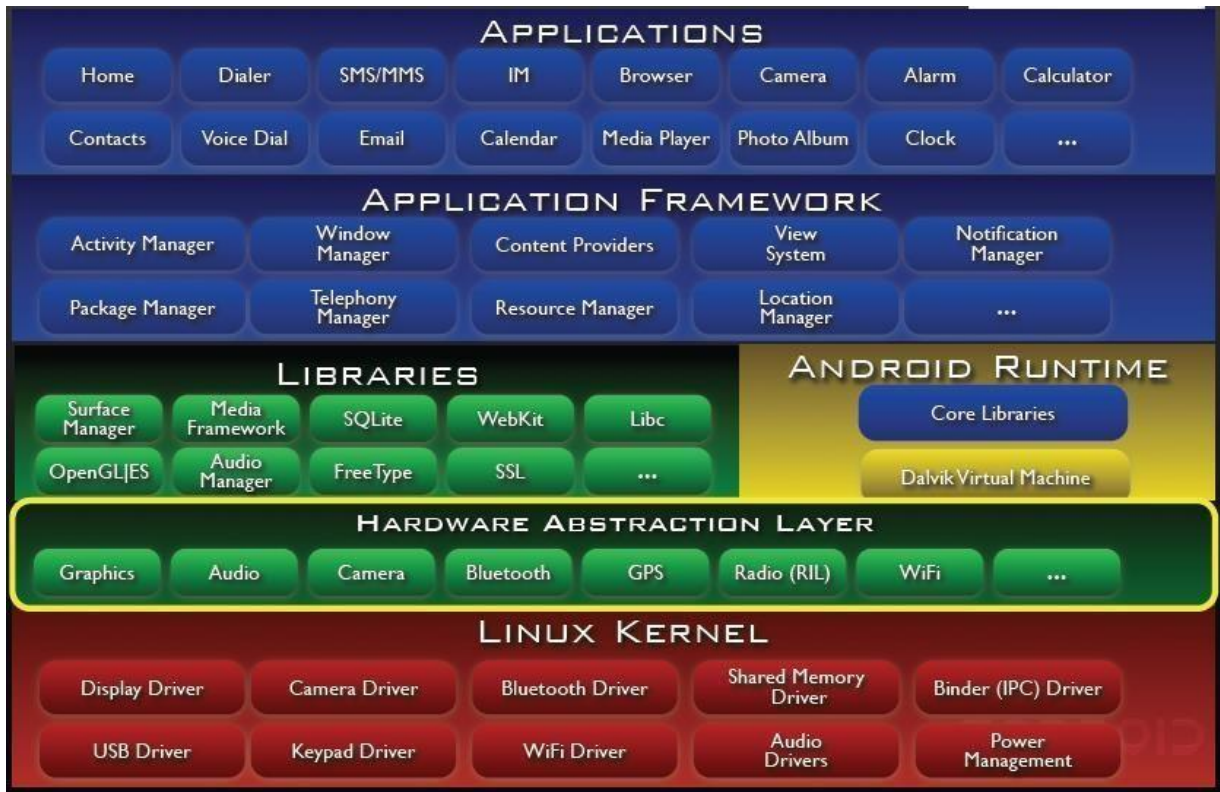 APPLICATIONS
Home Dialer SMS/MMS IM Browser Camera Alarm Calculator
Contacts Voice Dial Email Calendar Media Player Photo Album Clock ...
APPLICATION FRAMEWORK
Activity Manager Window Manager Content Providers View System Notification Manager
Package Manager Telephony Manager Resource Manager Location Manager ...
LIBRARIES
Surface Manager Media Framework SQLite WebKit Libc
OpenGL|ES Audio Manager FreeType SSL ...
ANDROID RUNTIME
Core Libraries
Dalvik Virtual Machine
HARDWARE ABSTRACTION LAYER
Graphics Audio Camera Bluetooth GPS Radio (RIL) WiFi ...
LINUX KERNEL
Display Driver Camera Driver Bluetooth Driver Shared Memory Driver Binder (IPC) Driver
USB Driver Keypad Driver WiFi Driver Audio Drivers Power Management